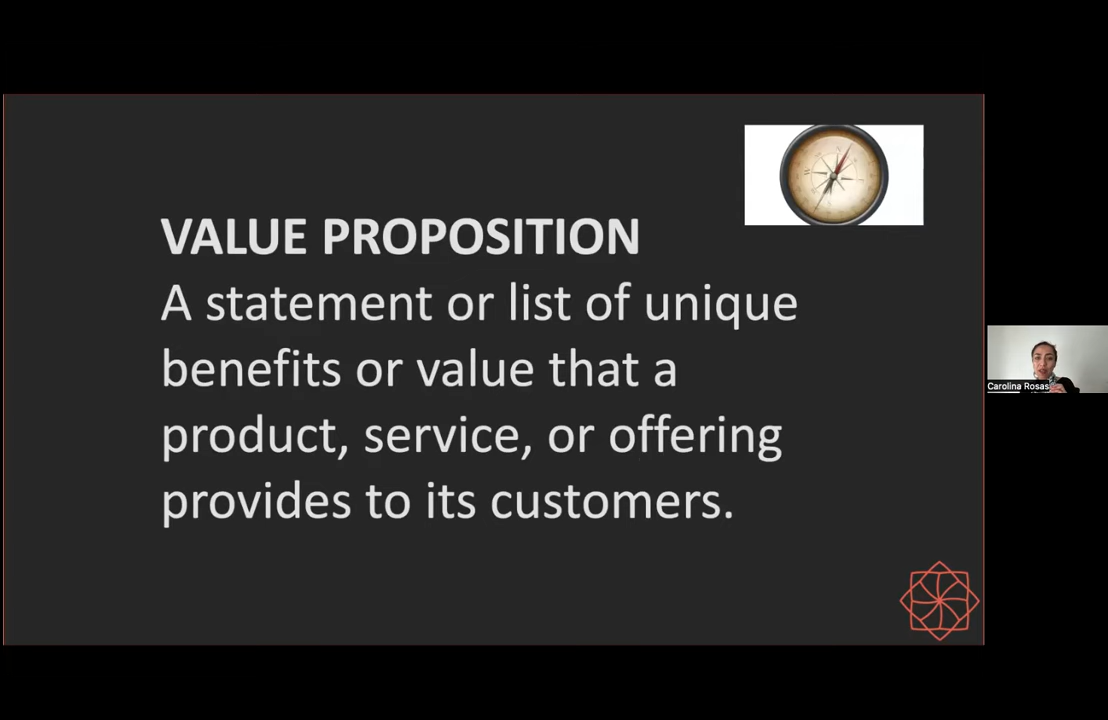 VALUE PROPOSITION
A statement or list of unique
benefits or value that a
product, service, or offering
provides to its customers.
Carolina Rosas